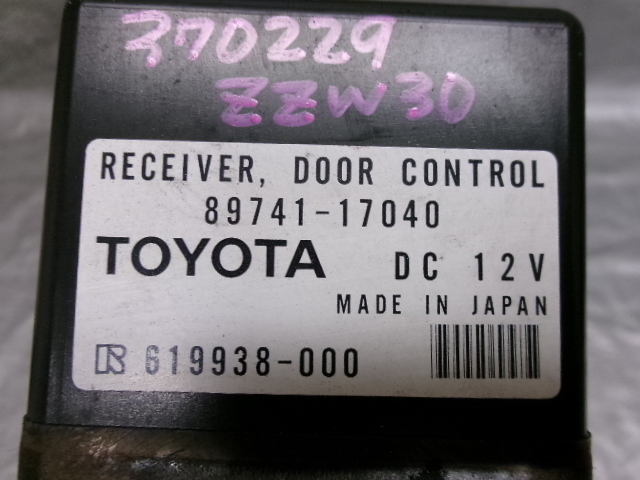 370229
ZZW30
RECEIVER, DOOR CONTROL
89741-17040
TOYOTA DC 12V
MADE IN JAPAN
R 619938-000